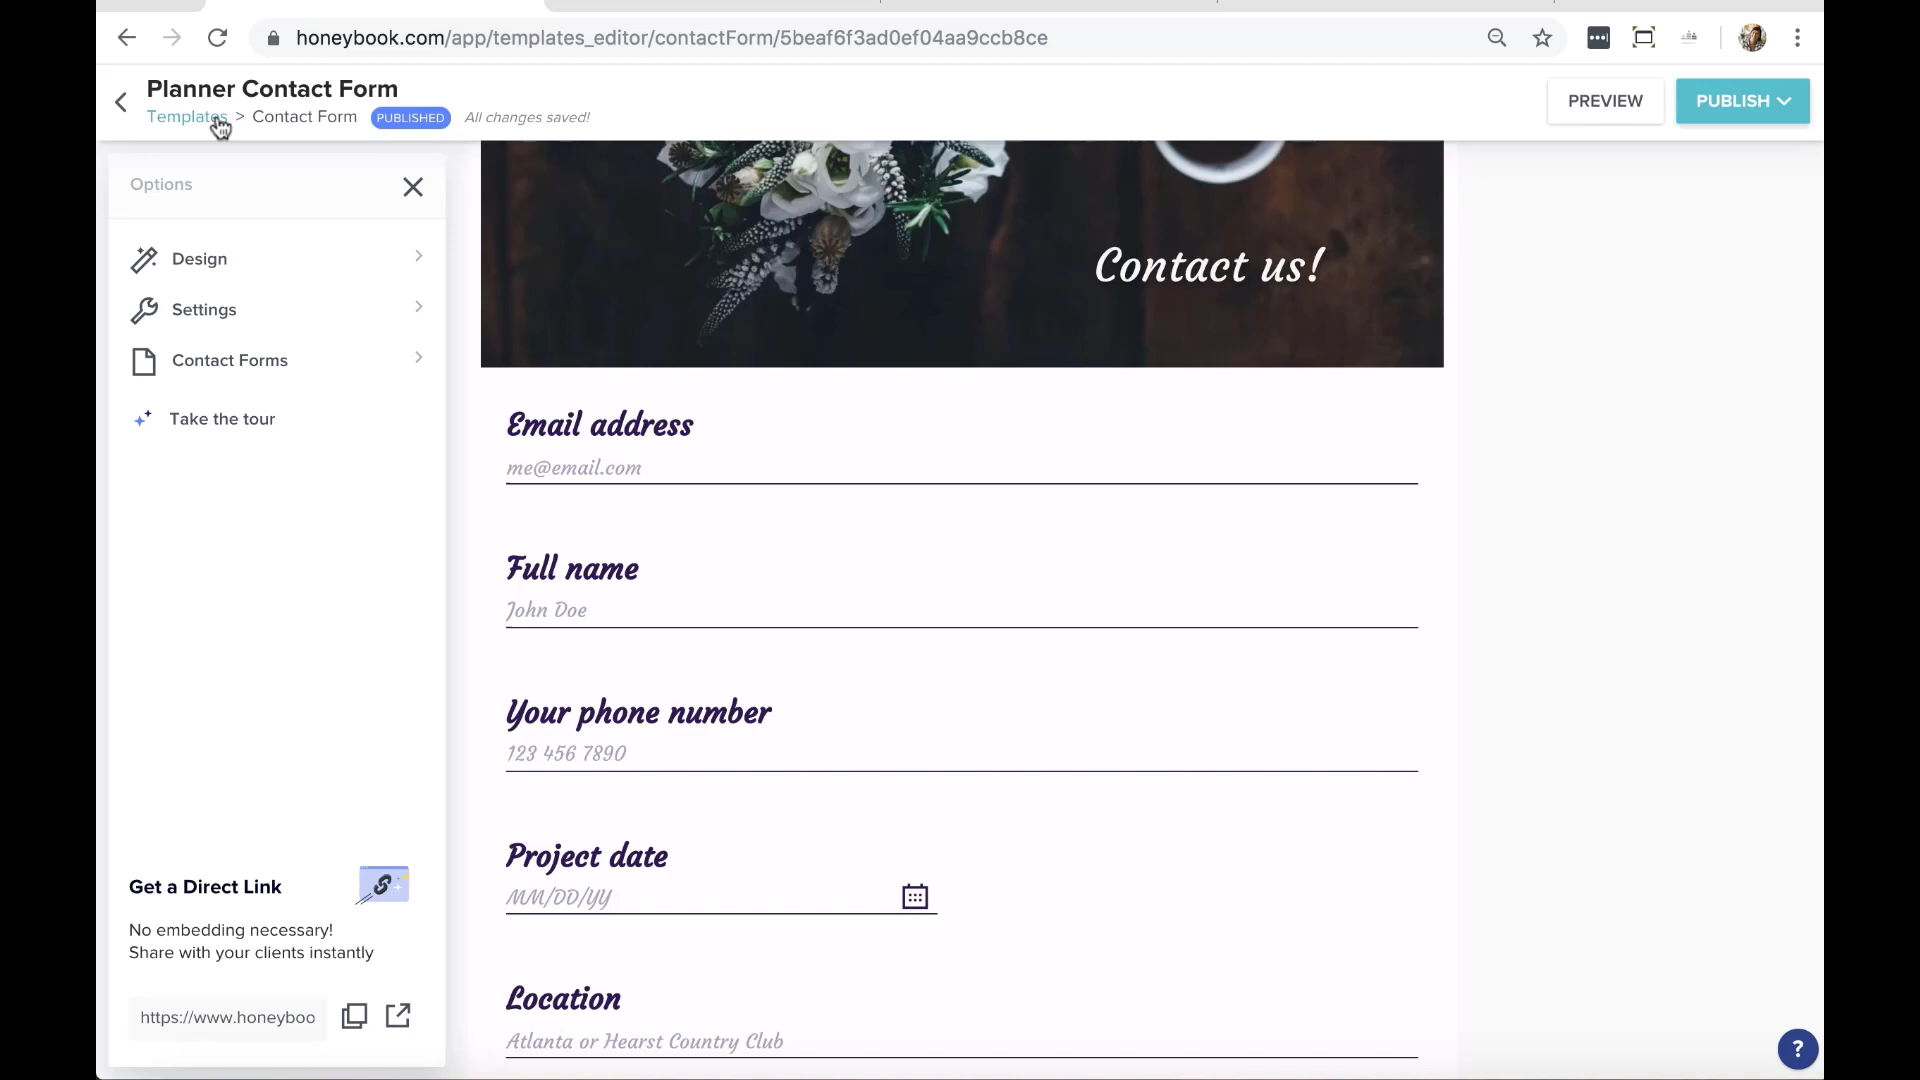 honeybook.com/app/templates_editor/contactForm/5beaf6f3ad0ef04aa9ccb8ce
Planner Contact Form
Templates > Contact Form PUBLISHED All changes saved!
PREVIEW
PUBLISH
Options
Design
Settings
Contact Forms
Take the tour
Get a Direct Link
No embedding necessary!
Share with your clients instantly
https://www.honeyboo
Contact us!
Email address
me@email.com
Full name
John Doe
Your phone number
123 456 7890
Project date
MM/DD/YY
Location
Atlanta or Hearst Country Club
?